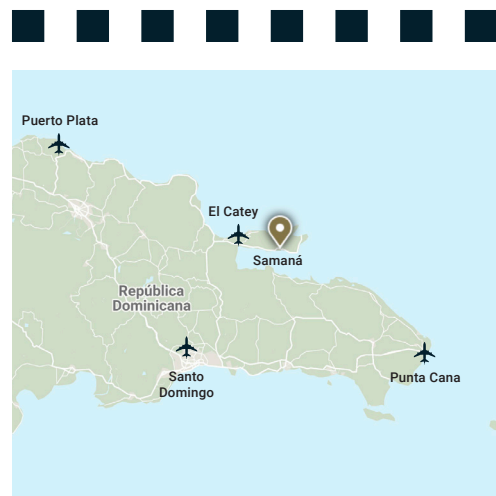 Puerto Plata
El Catey
Samaná
República
Dominicana
Santo
Domingo
Punta Cana